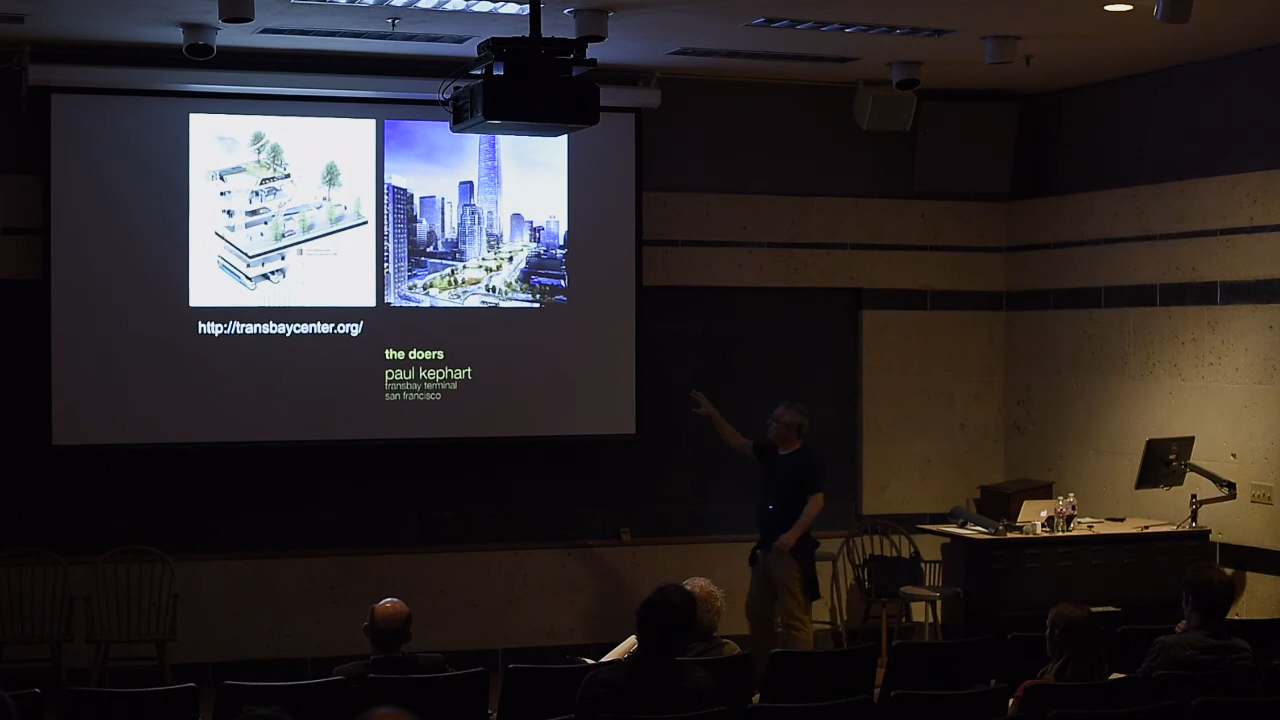 http://transbaycenter.org/
the doers
paul kephart
transbay terminal
san francisco